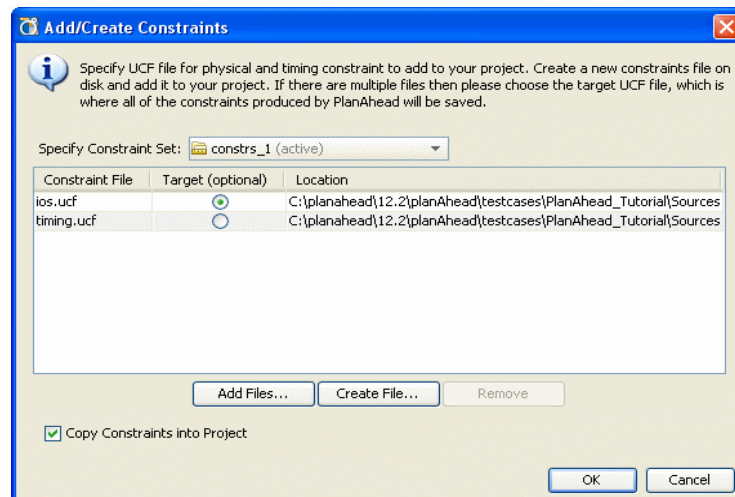 Add/Create Constraints
Specify UCF file for physical and timing constraint to add to your project. Create a new constraints file on
disk and add it to your project. If there are multiple files then please choose the target UCF file, which is
where all of the constraints produced by PlanAhead will be saved.
Specify Constraint Set: constrs_1 (active)
Constraint File Target (optional) Location
ios.ucf C:\planahead\12.2\planAhead\testcases\PlanAhead_Tutorial\Sources
timing.ucf C:\planahead\12.2\planAhead\testcases\PlanAhead_Tutorial\Sources
Add Files... Create File... Remove
Copy Constraints into Project
OK Cancel